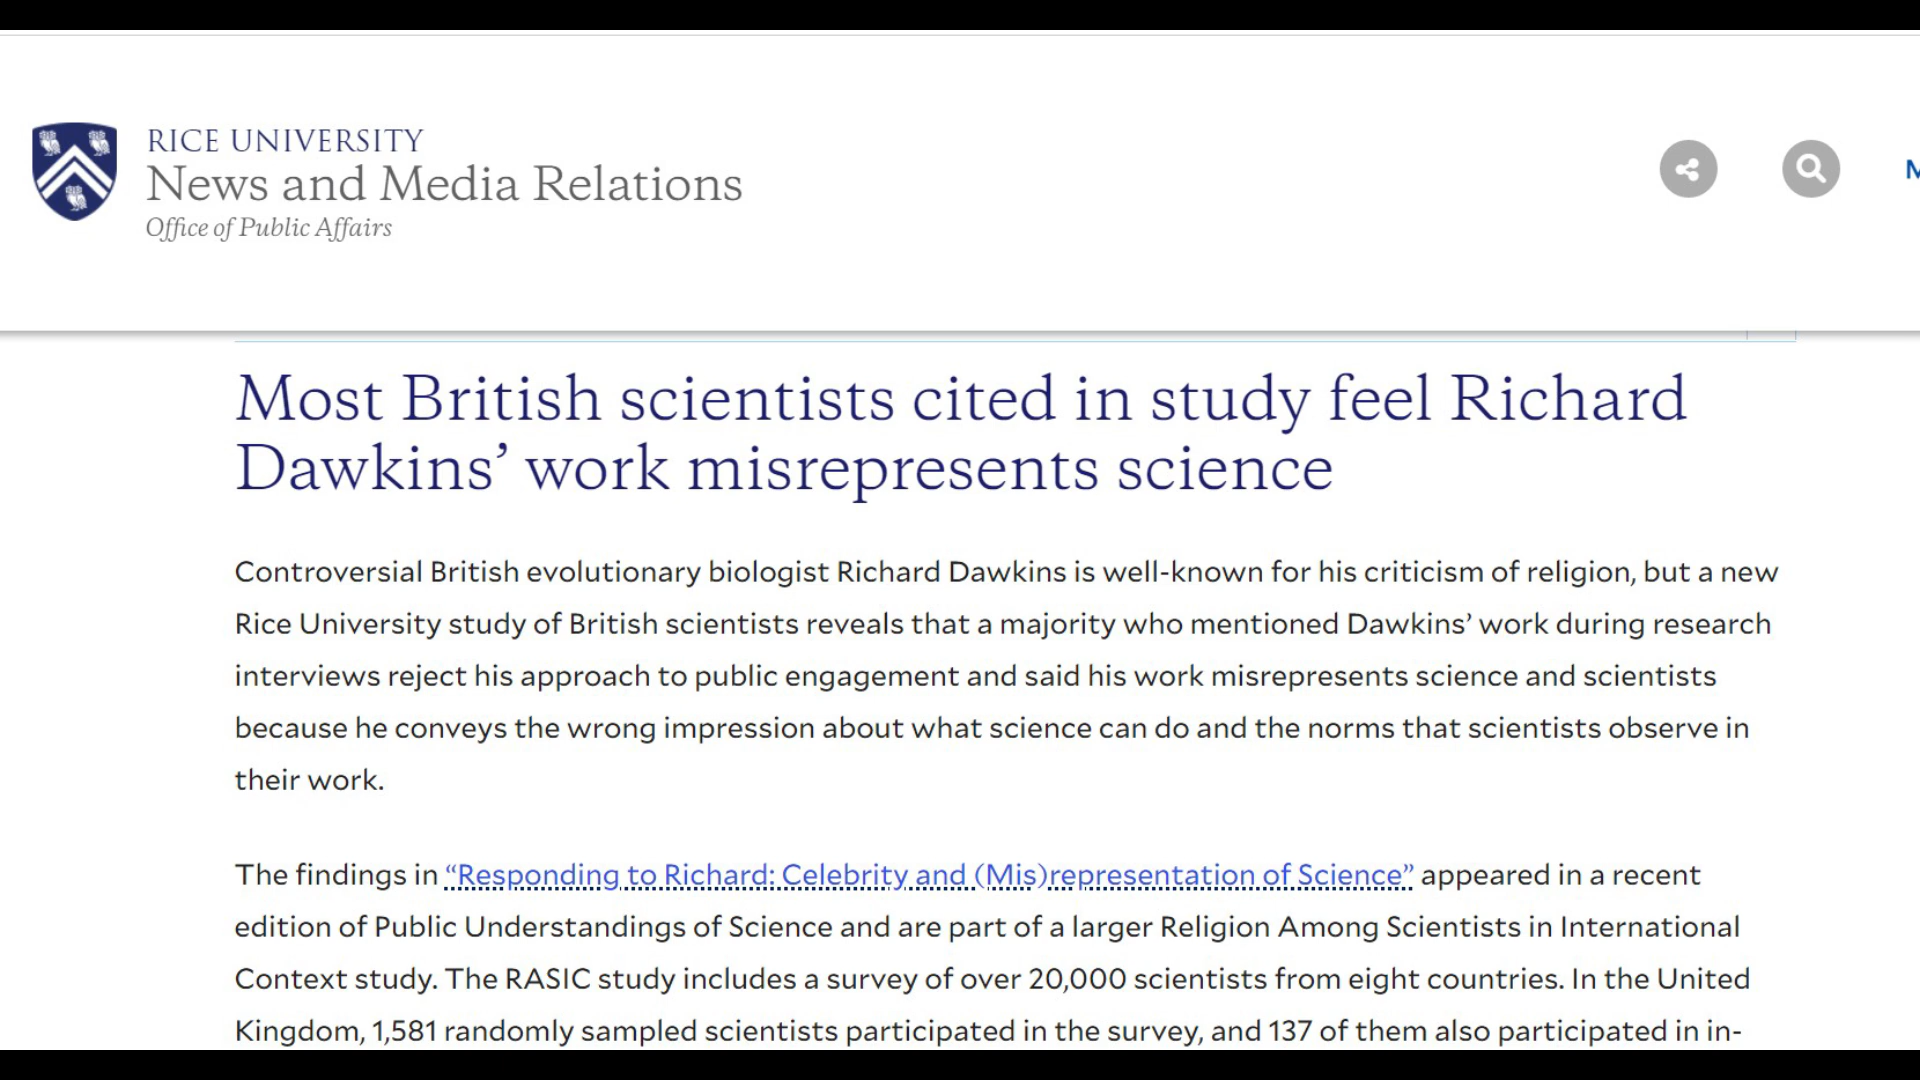 RICE UNIVERSITY
News and Media Relations
Office of Public Affairs
M
Most British scientists cited in study feel Richard
Dawkins’ work misrepresents science
Controversial British evolutionary biologist Richard Dawkins is well-known for his criticism of religion, but a new
Rice University study of British scientists reveals that a majority who mentioned Dawkins’ work during research
interviews reject his approach to public engagement and said his work misrepresents science and scientists
because he conveys the wrong impression about what science can do and the norms that scientists observe in
their work.
The findings in “Responding to Richard: Celebrity and (Mis)representation of Science” appeared in a recent
edition of Public Understandings of Science and are part of a larger Religion Among Scientists in International
Context study. The RASIC study includes a survey of over 20,000 scientists from eight countries. In the United
Kingdom, 1,581 randomly sampled scientists participated in the survey, and 137 of them also participated in in-